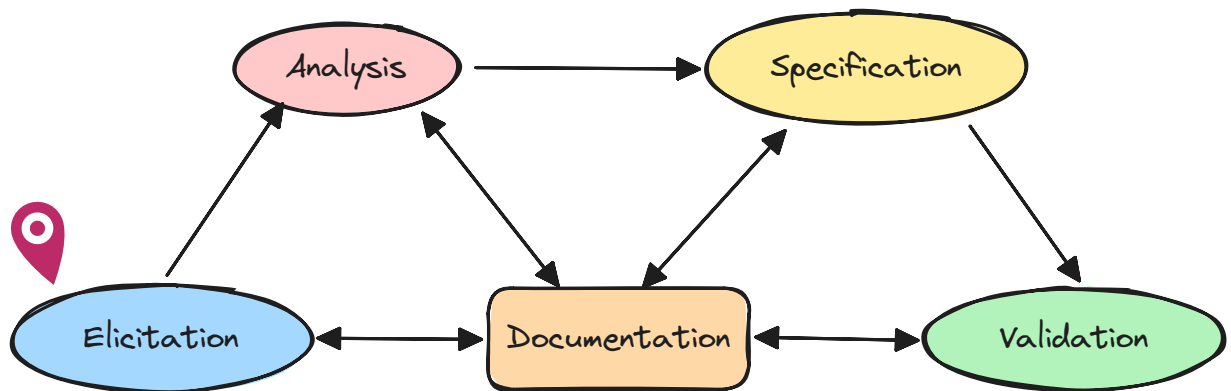 Analysis
Specification
Elicitation
Documentation
Validation